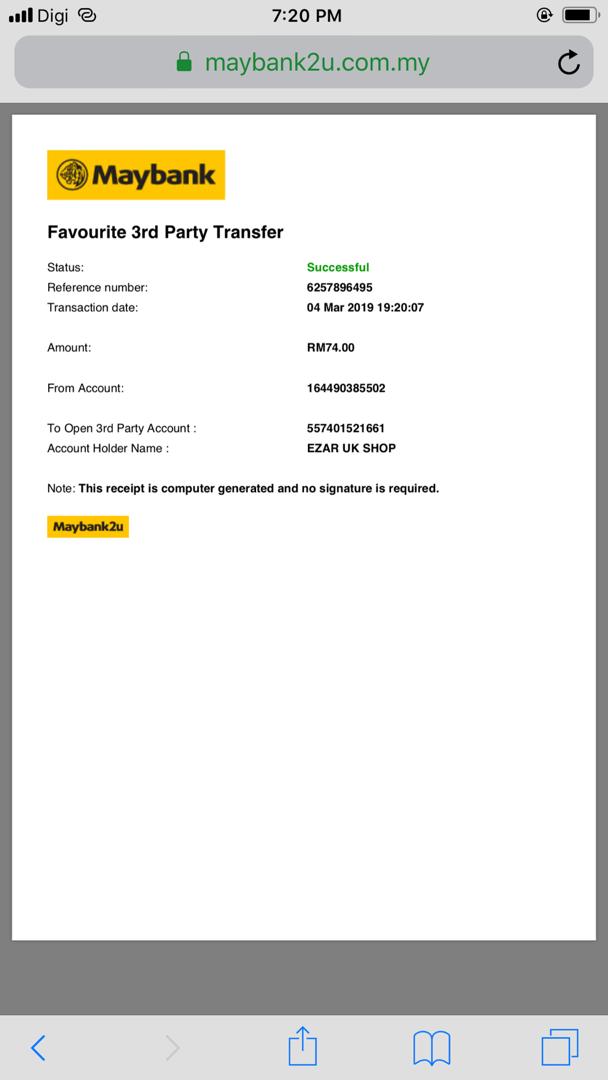 Digi 7:20 PM
maybank2u.com.my
Maybank
Favourite 3rd Party Transfer
Status: Successful
Reference number: 6257896495
Transaction date: 04 Mar 2019 19:20:07
Amount: RM74.00
From Account: 164490385502
To Open 3rd Party Account : 557401521661
Account Holder Name : EZAR UK SHOP
Note: This receipt is computer generated and no signature is required.
Maybank2u